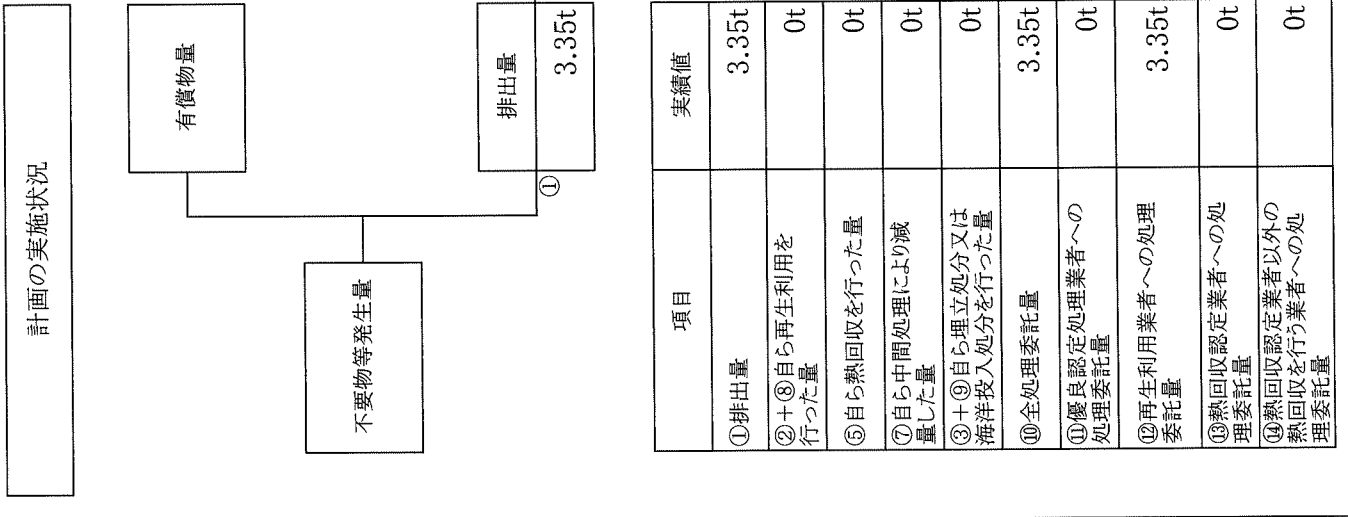 計画の実施状況
有償物量
不要物等発生量
排出量
①
3.35t
項目
実績値
①排出量
3.35t
②+⑧自ら再生利用を
行った量
0t
⑤自ら熱回収を行った量
0t
⑦自ら中間処理により減
量した量
0t
③+⑨自ら埋立処分又は
海洋投入処分を行った量
0t
⑩全処理委託量
3.35t
⑪優良認定処理業者への
処理委託量
0t
⑫再生利用業者への処理
委託量
3.35t
⑬熱回収認定業者への処
理委託量
0t
⑭熱回収認定業者以外の
熱回収を行う業者への処
理委託量
0t